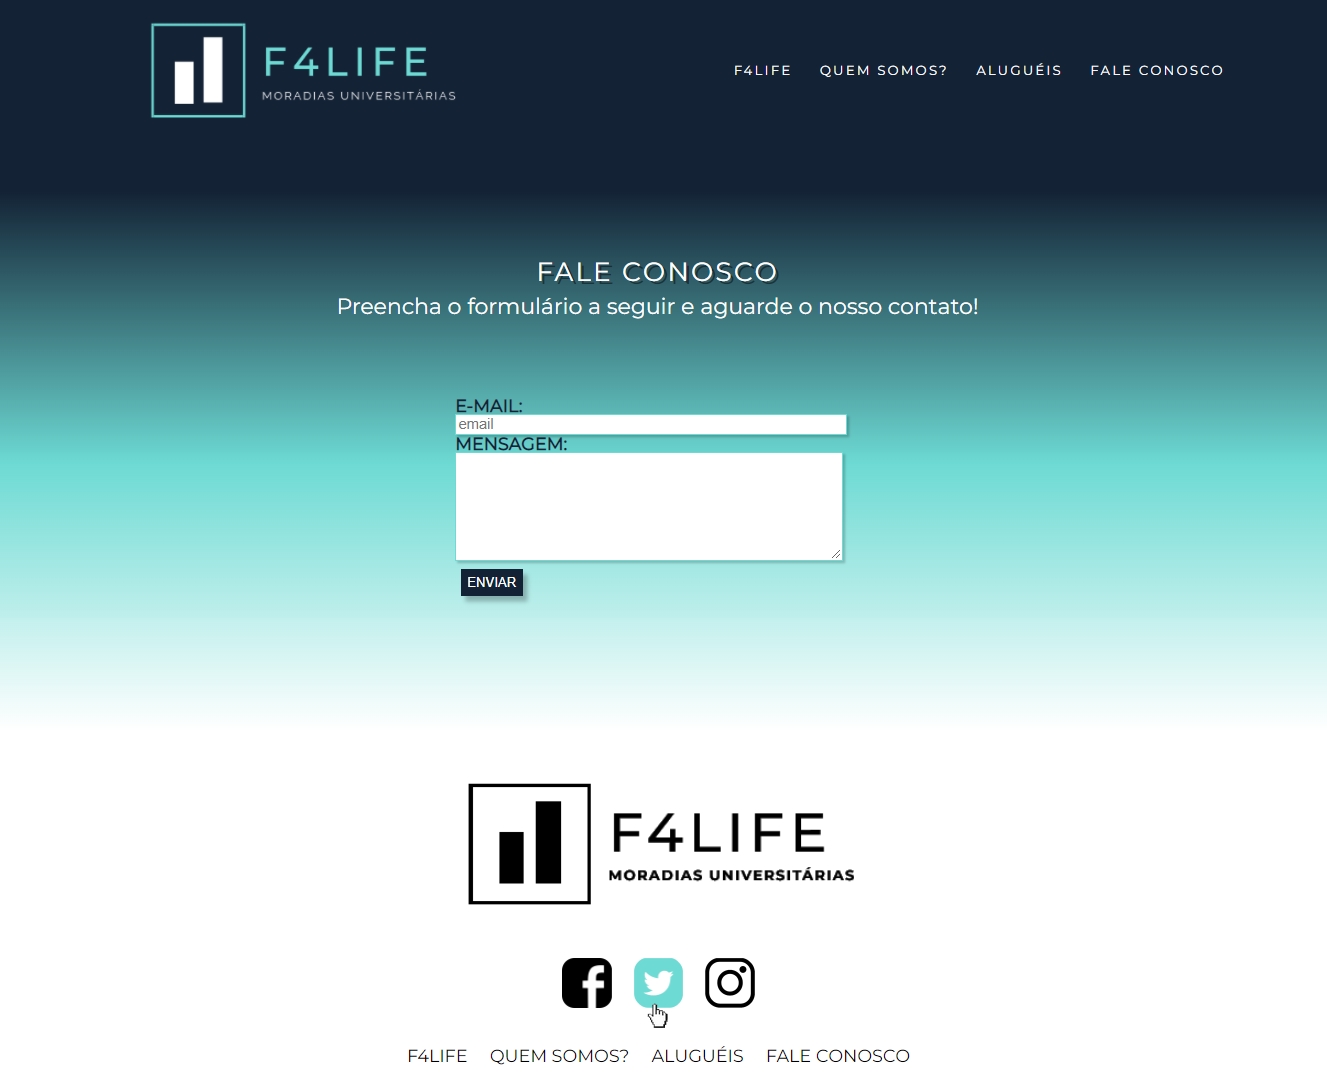 F4LIFE
MORADIAS UNIVERSITÁRIAS
F4LIFE QUEM SOMOS? ALUGUÉIS FALE CONOSCO
FALE CONOSCO
Preencha o formulário a seguir e aguarde o nosso contato!
E-MAIL:
email
MENSAGEM:
ENVIAR
F4LIFE
MORADIAS UNIVERSITÁRIAS
F4LIFE QUEM SOMOS? ALUGUÉIS FALE CONOSCO